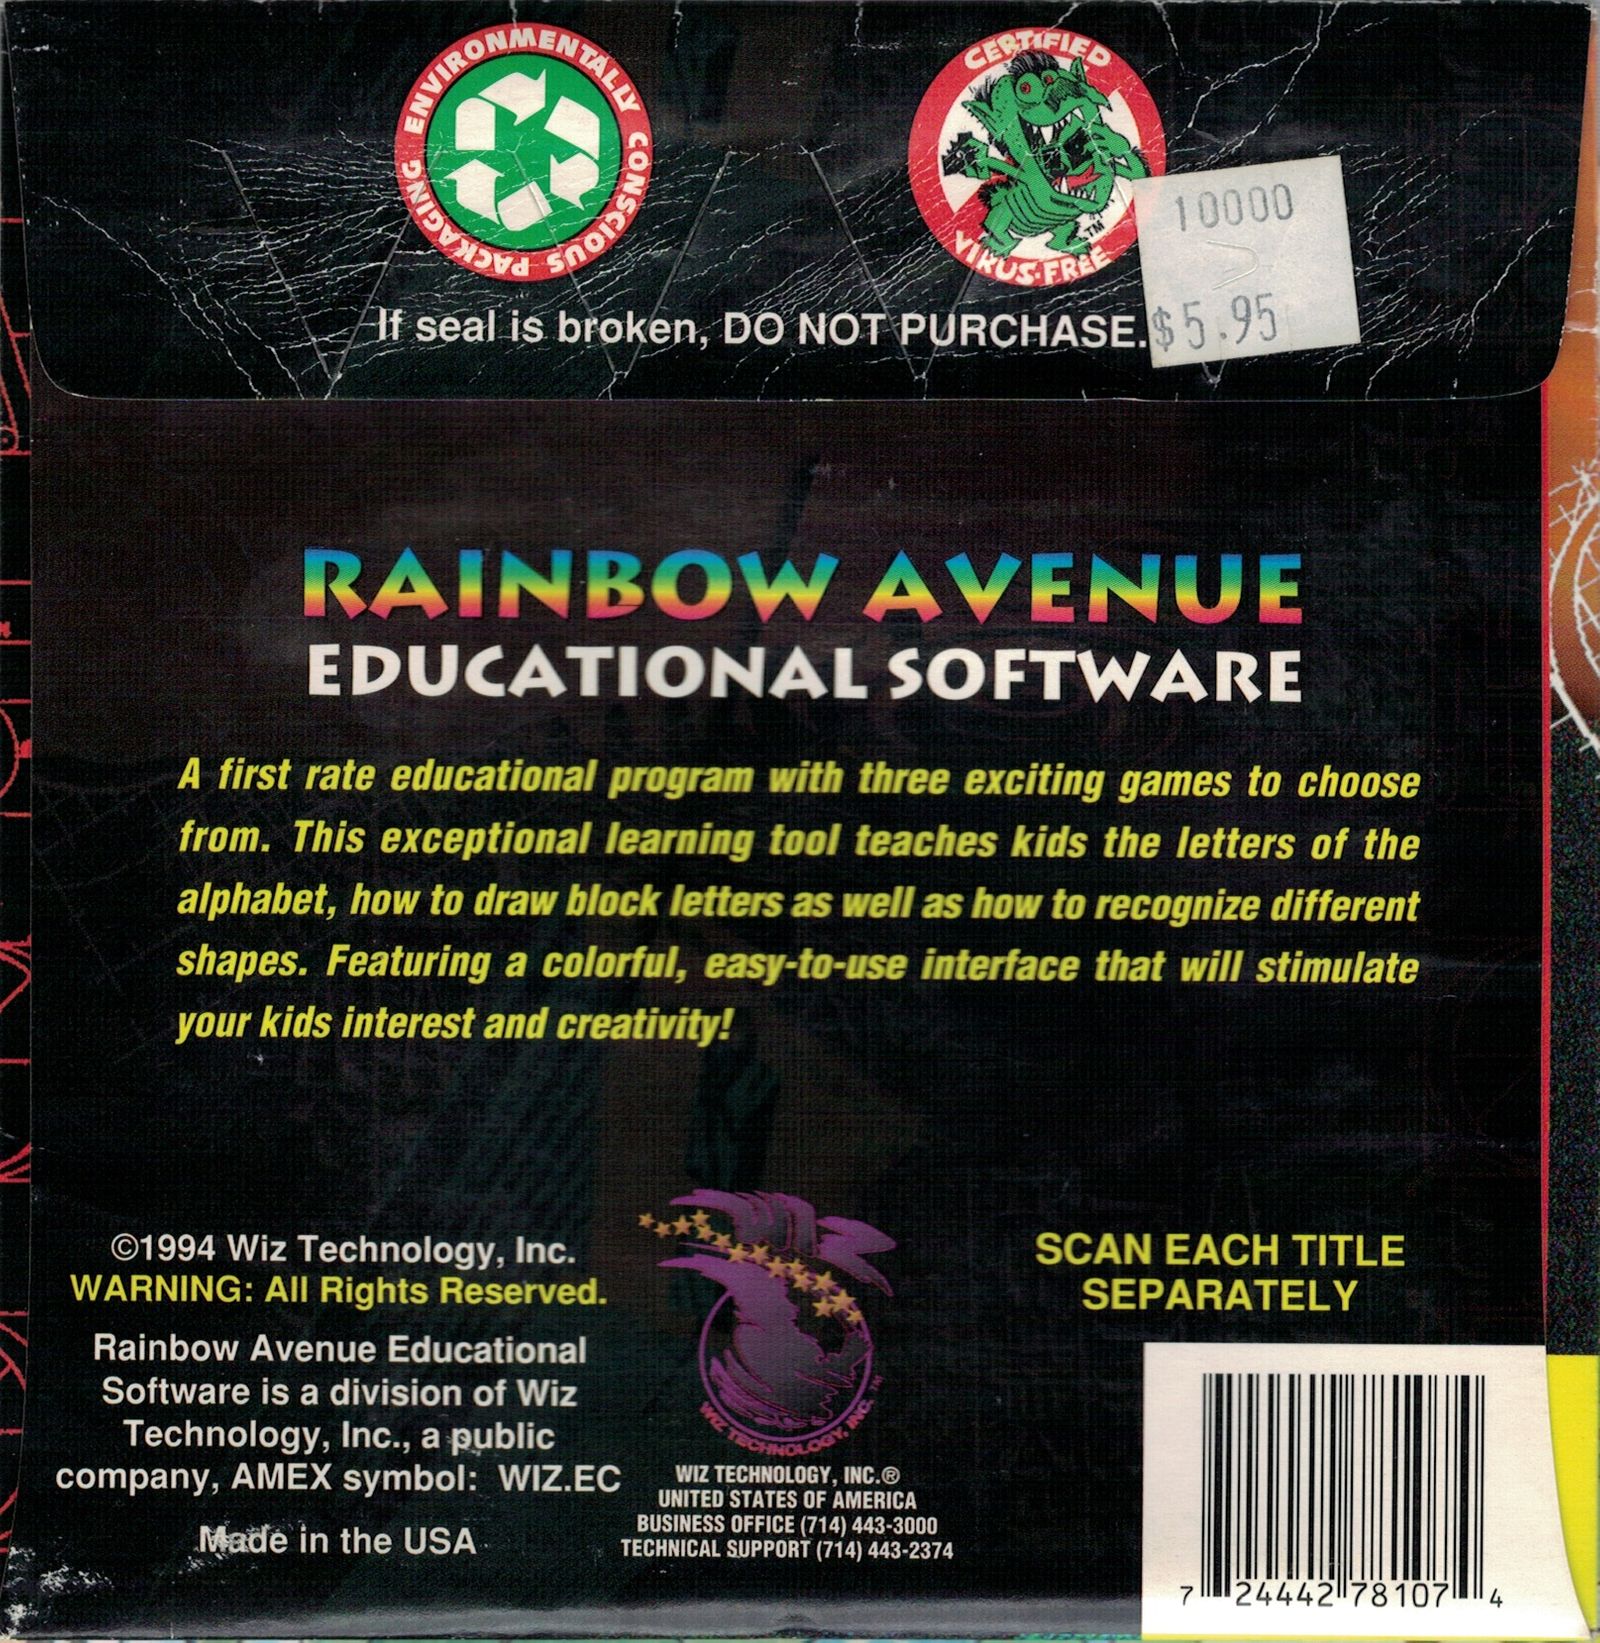 ENVIRONMENTALLY CONSCIOUS PACKAGING
CERTIFIED
VIRUS-FREE
TM
10000
$5.95
If seal is broken, DO NOT PURCHASE.
RAINBOW AVENUE
EDUCATIONAL SOFTWARE
A first rate educational program with three exciting games to choose
from. This exceptional learning tool teaches kids the letters of the
alphabet, how to draw block letters as well as how to recognize different
shapes. Featuring a colorful, easy-to-use interface that will stimulate
your kids interest and creativity!
©1994 Wiz Technology, Inc.
WARNING: All Rights Reserved.
Rainbow Avenue Educational
Software is a division of Wiz
Technology, Inc., a public
company, AMEX symbol: WIZ.EC
Made in the USA
WIZ TECHNOLOGY, INC. TM
WIZ TECHNOLOGY, INC.®
UNITED STATES OF AMERICA
BUSINESS OFFICE (714) 443-3000
TECHNICAL SUPPORT (714) 443-2374
SCAN EACH TITLE
SEPARATELY
7 24442 78107 4